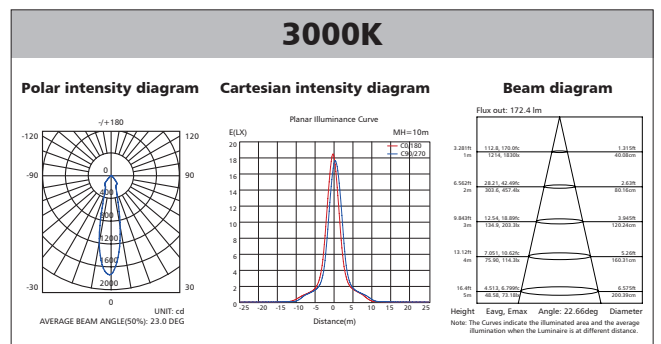 3000K
Polar intensity diagram
-/+180
-120
120
-90
90
0
400
800
1200
1600
2000
-30
30
0
UNIT: cd
AVERAGE BEAM ANGLE(50%): 23.0 DEG
Cartesian intensity diagram
Planar Illuminance Curve
E(LX)
MH=10m
C0/180
C90/270
20
18
16
14
12
10
8
6
4
2
0
-25 -20 -15 -10 -5 0 5 10 15 20 25
Distance(m)
Beam diagram
Flux out: 172.4 lm
3.281ft 112.8, 170.0fc 1.315ft
1m 1214, 1830lx 40.08cm
6.562ft 28.21, 42.49fc 2.63ft
2m 303.6, 457.4lx 80.16cm
9.843ft 12.54, 18.89fc 3.945ft
3m 134.9, 203.3lx 120.24cm
13.12ft 7.051, 10.62fc 5.26ft
4m 75.90, 114.3lx 160.31cm
16.4ft 4.513, 6.799fc 6.575ft
5m 48.58, 73.18lx 200.39cm
Height Eavg, Emax Angle: 22.66deg Diameter
Note: The Curves indicate the illuminated area and the average
illumination when the Luminaire is at different distance.